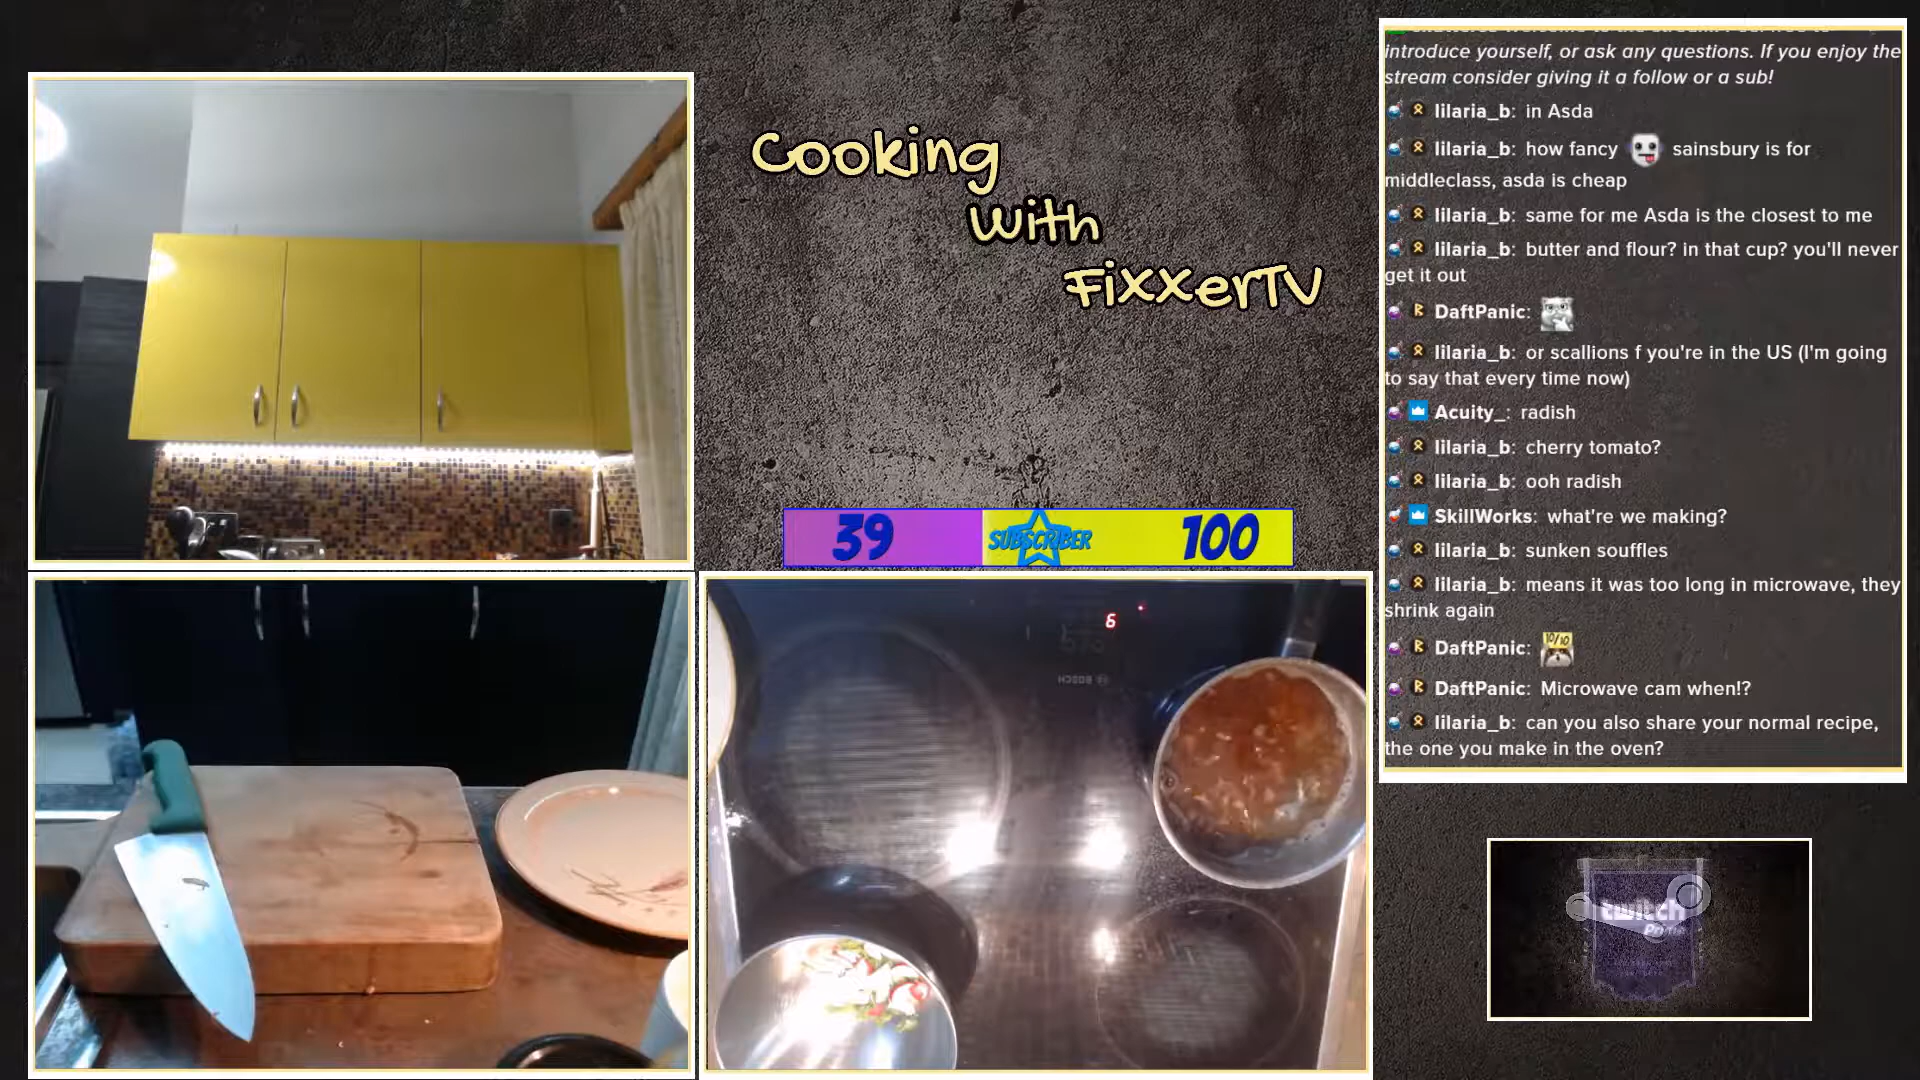 Cooking
With
FixxerTV
39
SUBSCRIBER
100
introduce yourself, or ask any questions. If you enjoy the
stream consider giving it a follow or a sub!
lilaria_b: in Asda
lilaria_b: how fancy sainsbury is for
middleclass, asda is cheap
lilaria_b: same for me Asda is the closest to me
lilaria_b: butter and flour? in that cup? you'll never
get it out
DaftPanic:
lilaria_b: or scallions f you're in the US (I'm going
to say that every time now)
Acuity_: radish
lilaria_b: cherry tomato?
lilaria_b: ooh radish
SkillWorks: what're we making?
lilaria_b: sunken souffles
lilaria_b: means it was too long in microwave, they
shrink again
DaftPanic: 10/10
DaftPanic: Microwave cam when!?
lilaria_b: can you also share your normal recipe,
the one you make in the oven?
6
BOSCH
twitch
Prime